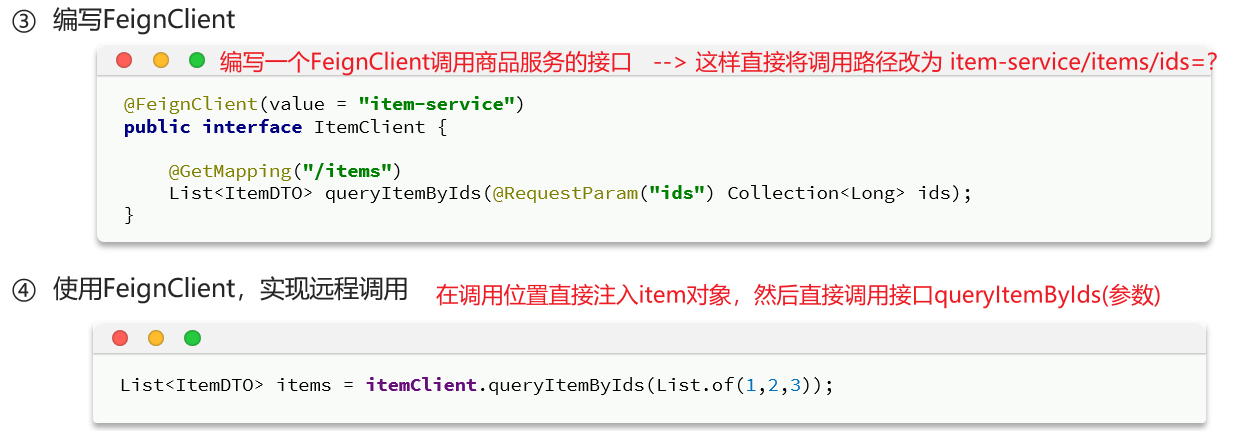 ③ 编写FeignClient
编写一个FeignClient调用商品服务的接口 --> 这样直接将调用路径改为 item-service/items/ids=?
@FeignClient(value = "item-service")
public interface ItemClient {
@GetMapping("/items")
List<ItemDTO> queryItemByIds(@RequestParam("ids") Collection<Long> ids);
}
④ 使用FeignClient，实现远程调用
在调用位置直接注入item对象，然后直接调用接口queryItemByIds(参数)
List<ItemDTO> items = itemClient.queryItemByIds(List.of(1,2,3));